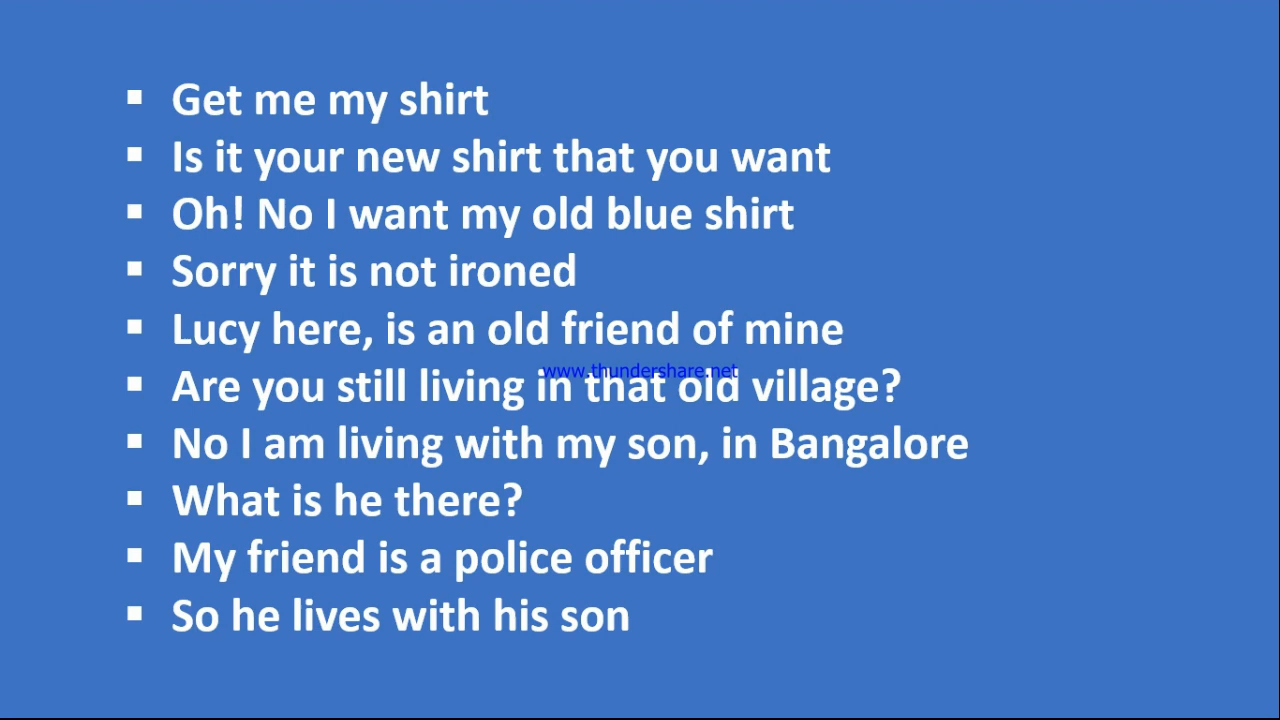 ▪ Get me my shirt
▪ Is it your new shirt that you want
▪ Oh! No I want my old blue shirt
▪ Sorry it is not ironed
▪ Lucy here, is an old friend of mine
www.thundershare.net
▪ Are you still living in that old village?
▪ No I am living with my son, in Bangalore
▪ What is he there?
▪ My friend is a police officer
▪ So he lives with his son